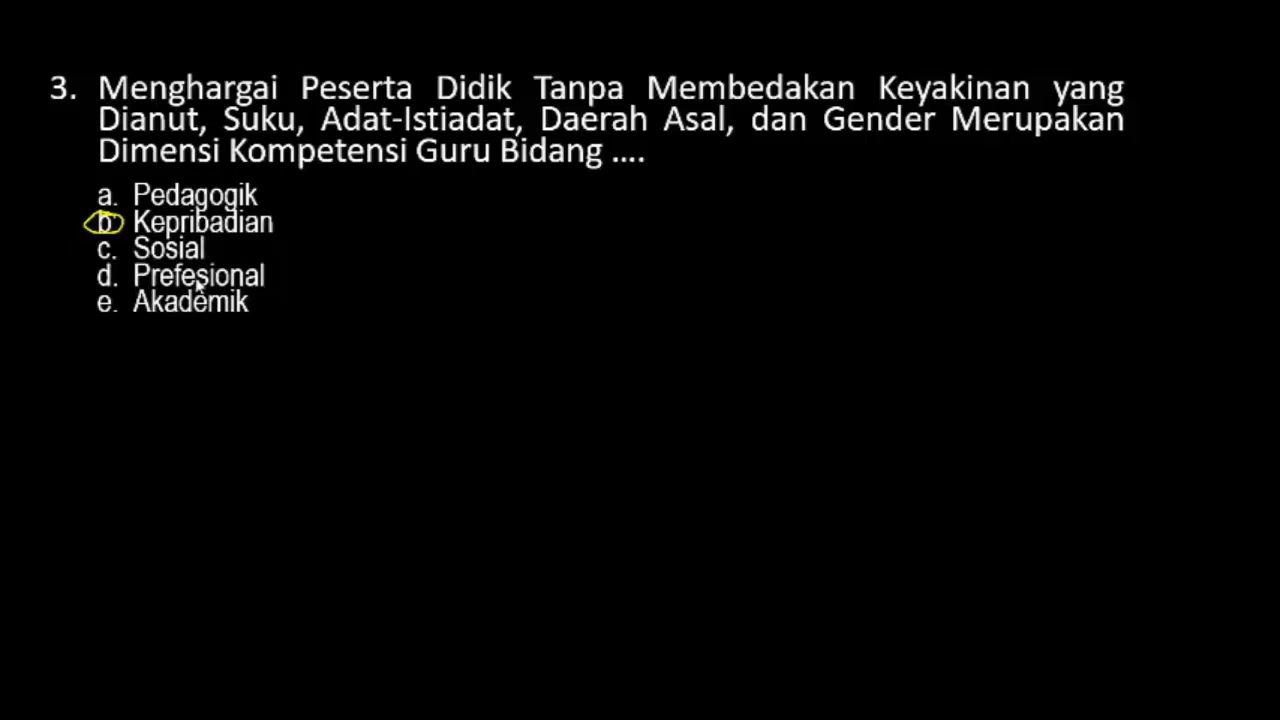 3. Menghargai Peserta Didik Tanpa Membedakan Keyakinan yang
Dianut, Suku, Adat-Istiadat, Daerah Asal, dan Gender Merupakan
Dimensi Kompetensi Guru Bidang ....
a. Pedagogik
b. Kepribadian
c. Sosial
d. Prefesional
e. Akademik